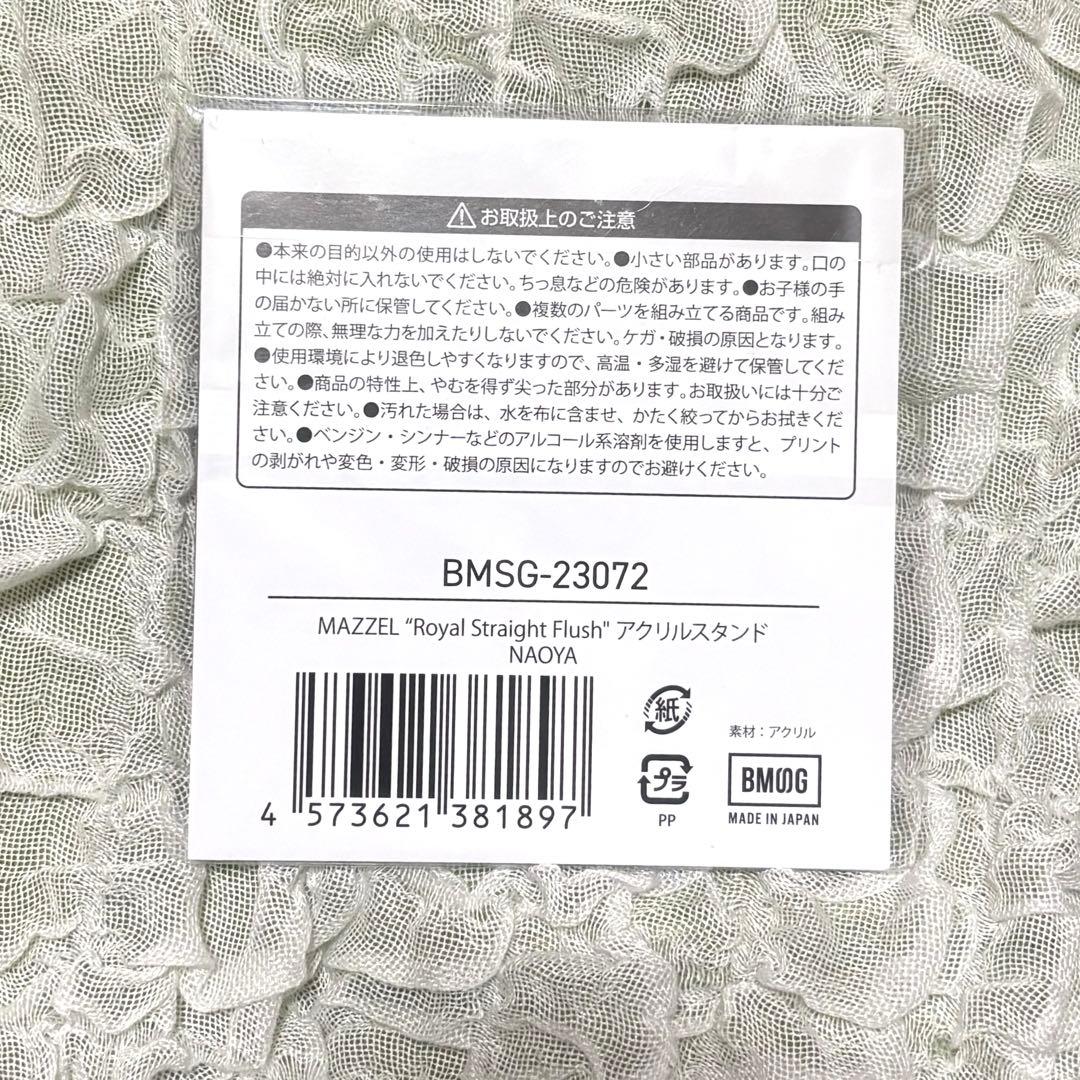 ⚠お取扱上のご注意
●本来の目的以外の使用はしないでください。●小さい部品があります。口の
中には絶対に入れないでください。ちっ息などの危険があります。●お子様の手
の届かない所に保管してください。●複数のパーツを組み立てる商品です。組み
立ての際、無理な力を加えたりしないでください。ケガ・破損の原因となります。
●使用環境により退色しやすくなりますので、高温・多湿を避けて保管してくだ
さい。●商品の特性上、やむを得ず尖った部分があります。お取扱いには十分ご
注意ください。●汚れた場合は、水を布に含ませ、かたく絞ってからお拭きくだ
さい。●ベンジン・シンナーなどのアルコール系溶剤を使用しますと、プリント
の剥がれや変色・変形・破損の原因になりますのでお避けください。
BMSG-23072
MAZZEL “Royal Straight Flush" アクリルスタンド
NAOYA
4 573621 381897
紙
プラ
PP
素材：アクリル
BMSG
MADE IN JAPAN